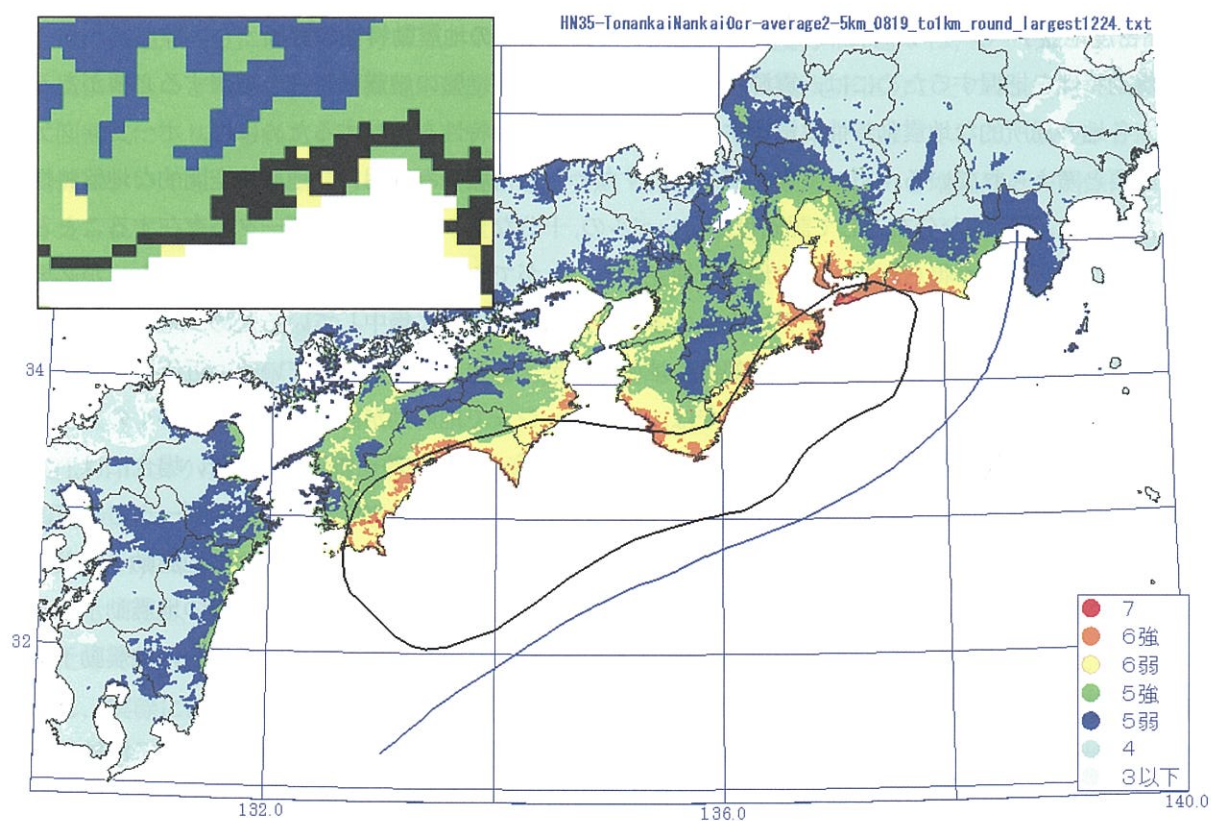 HN35-TonankaiNankaiOcr-average2-5km_0819_to1km_round_largest1224.txt
34
32
7
6強
6弱
5強
5弱
4
3以下
132.0
136.0
140.0